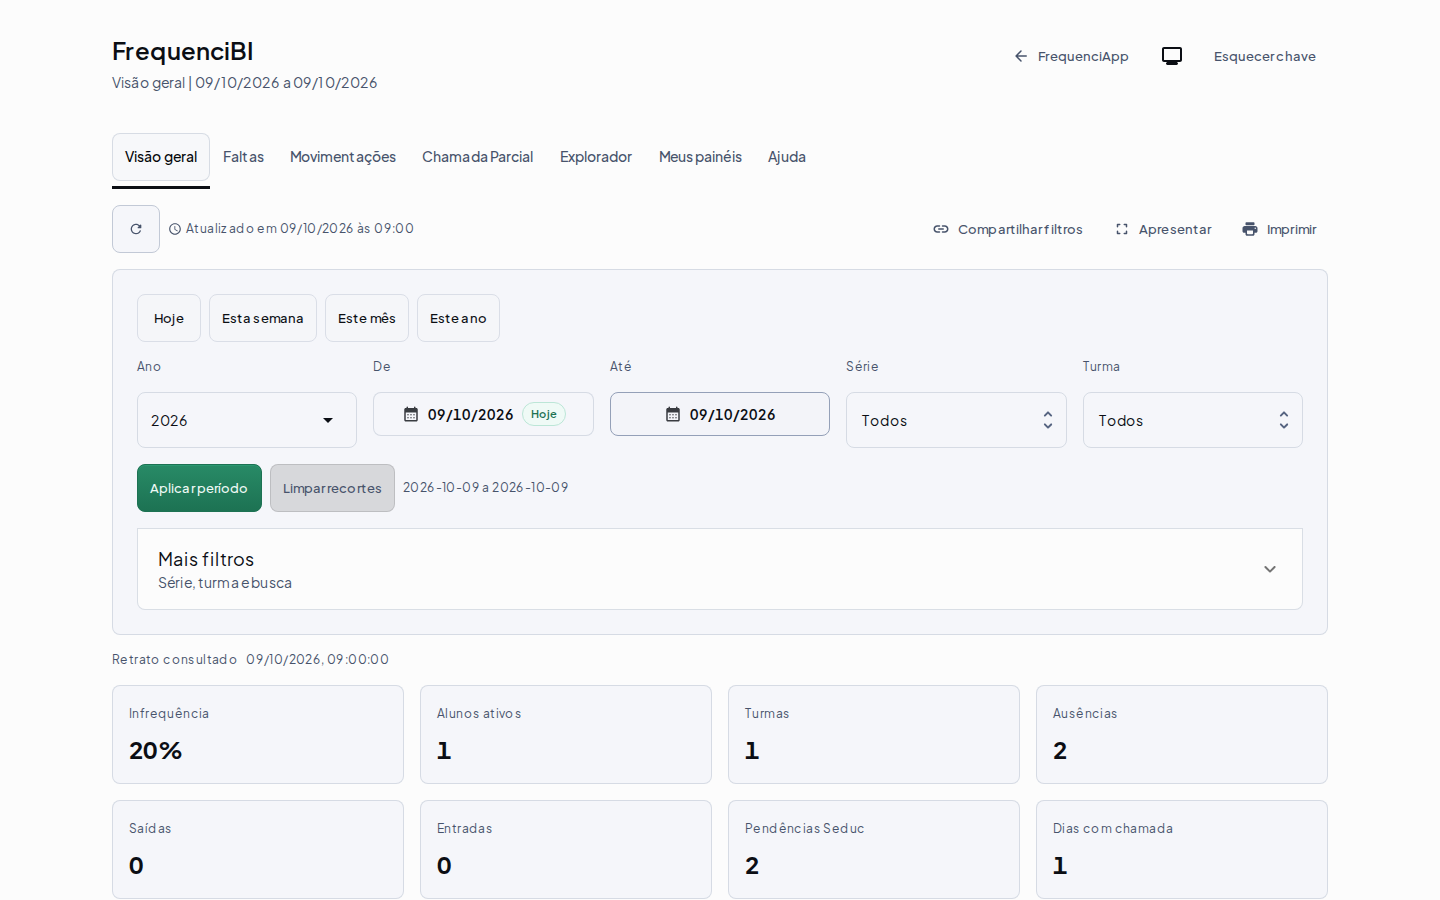 FrequenciBI
Visão geral | 09/10/2026 a 09/10/2026
FrequenciApp
Esquecer chave
Visão geral
Faltas
Movimentações
Chamada Parcial
Explorador
Meus painéis
Ajuda
Atualizado em 09/10/2026 às 09:00
Compartilhar filtros
Apresentar
Imprimir
Hoje
Esta semana
Este mês
Este ano
Ano
De
Até
Série
Turma
2026
09/10/2026 Hoje
09/10/2026
Todos
Todos
Aplicar período
Limpar recortes
2026-10-09 a 2026-10-09
Mais filtros
Série, turma e busca
Retrato consultado 09/10/2026, 09:00:00
Infrequência
20%
Alunos ativos
1
Turmas
1
Ausências
2
Saídas
0
Entradas
0
Pendências Seduc
2
Dias com chamada
1